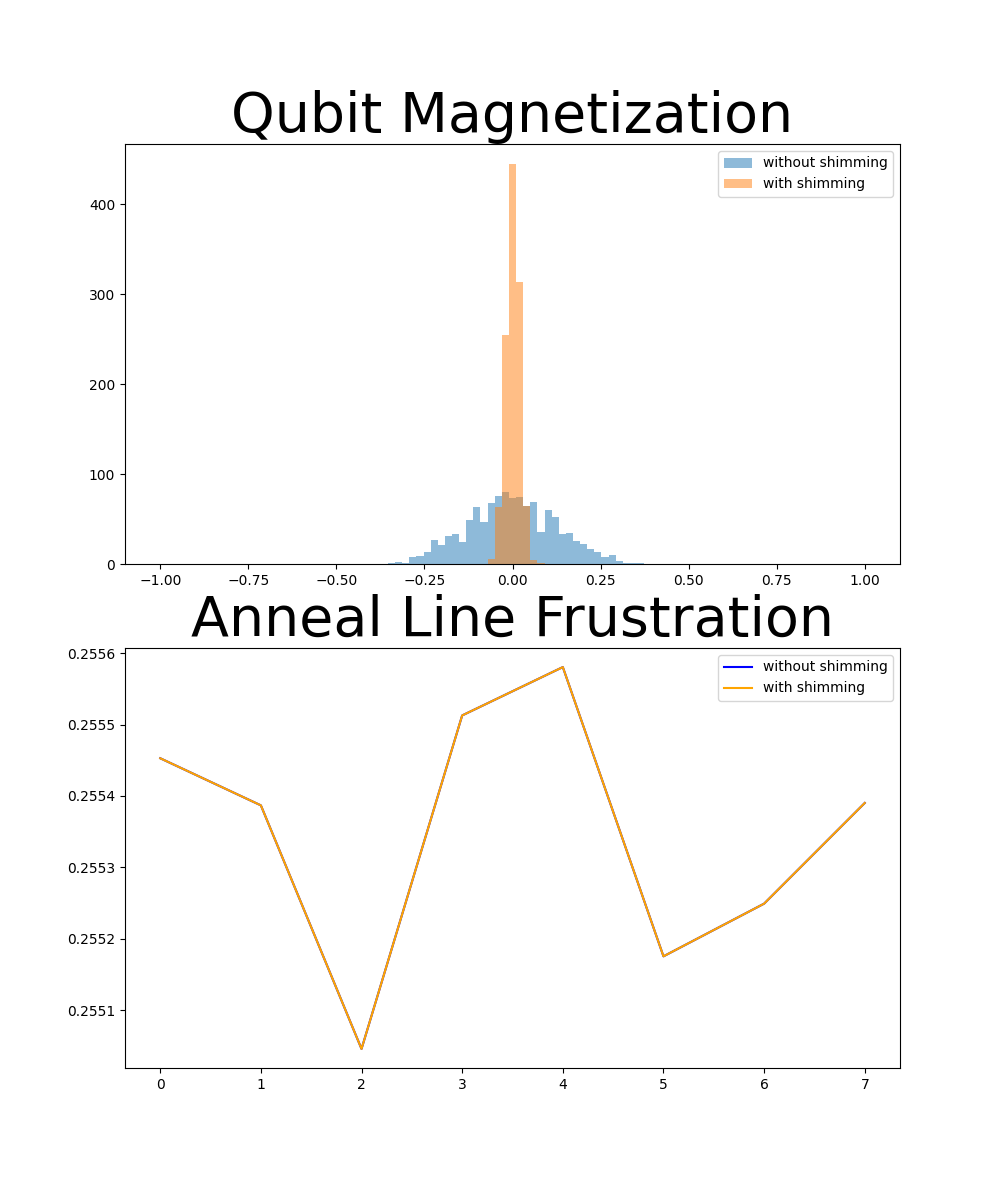 Qubit Magnetization
without shimming
with shimming
400
300
200
100
0
−1.00 −0.75 −0.50 −0.25 0.00 0.25 0.50 0.75 1.00
Anneal Line Frustration
without shimming
with shimming
0.2556
0.2555
0.2554
0.2553
0.2552
0.2551
0 1 2 3 4 5 6 7